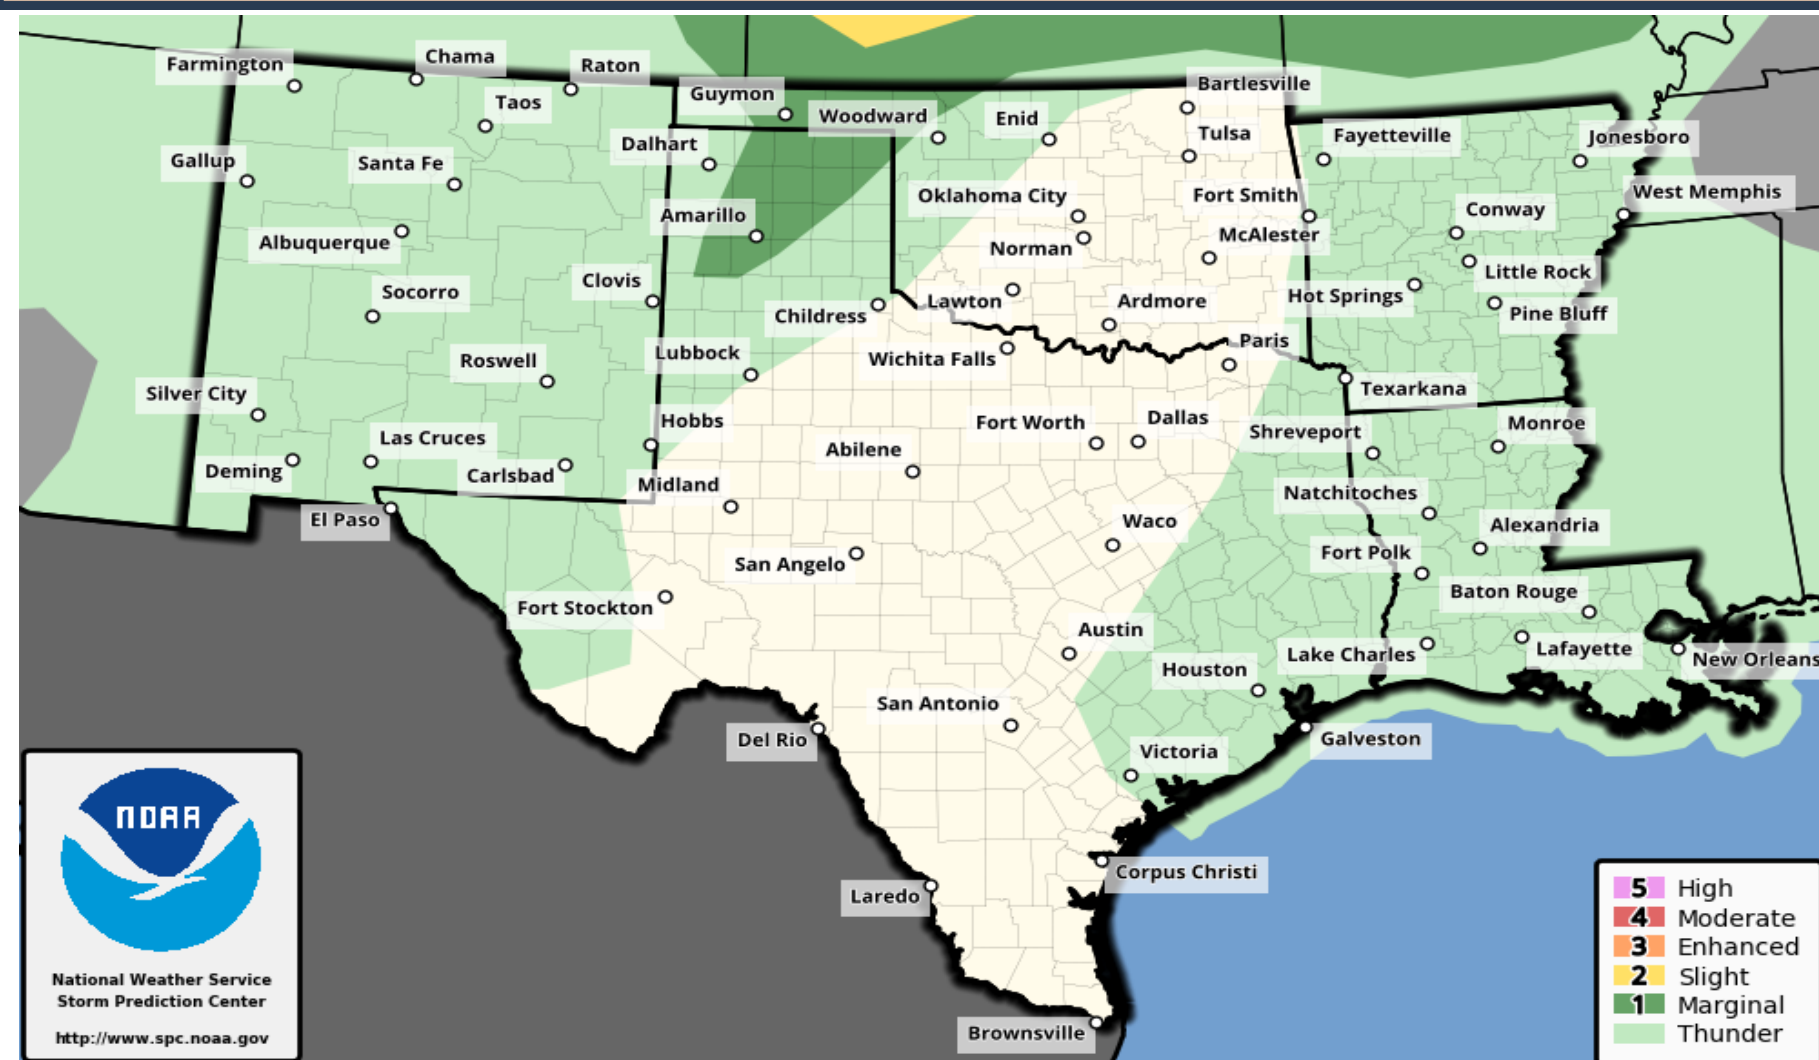 Farmington
Chama
Raton
Taos
Guymon
Woodward
Enid
Bartlesville
Tulsa
Fayetteville
Jonesboro
Gallup
Santa Fe
Dalhart
Oklahoma City
Fort Smith
West Memphis
Albuquerque
Amarillo
Norman
McAlester
Conway
Socorro
Clovis
Childress
Lawton
Ardmore
Hot Springs
Little Rock
Pine Bluff
Roswell
Lubbock
Wichita Falls
Paris
Texarkana
Silver City
Hobbs
Fort Worth
Dallas
Shreveport
Monroe
Deming
Las Cruces
Carlsbad
Midland
Abilene
Natchitoches
El Paso
San Angelo
Waco
Fort Polk
Alexandria
Fort Stockton
Austin
Baton Rouge
Houston
Lake Charles
Lafayette
New Orleans
Del Rio
San Antonio
Victoria
Galveston
Laredo
Corpus Christi
Brownsville
NOAA
National Weather Service
Storm Prediction Center
http://www.spc.noaa.gov
5 High
4 Moderate
3 Enhanced
2 Slight
1 Marginal
Thunder